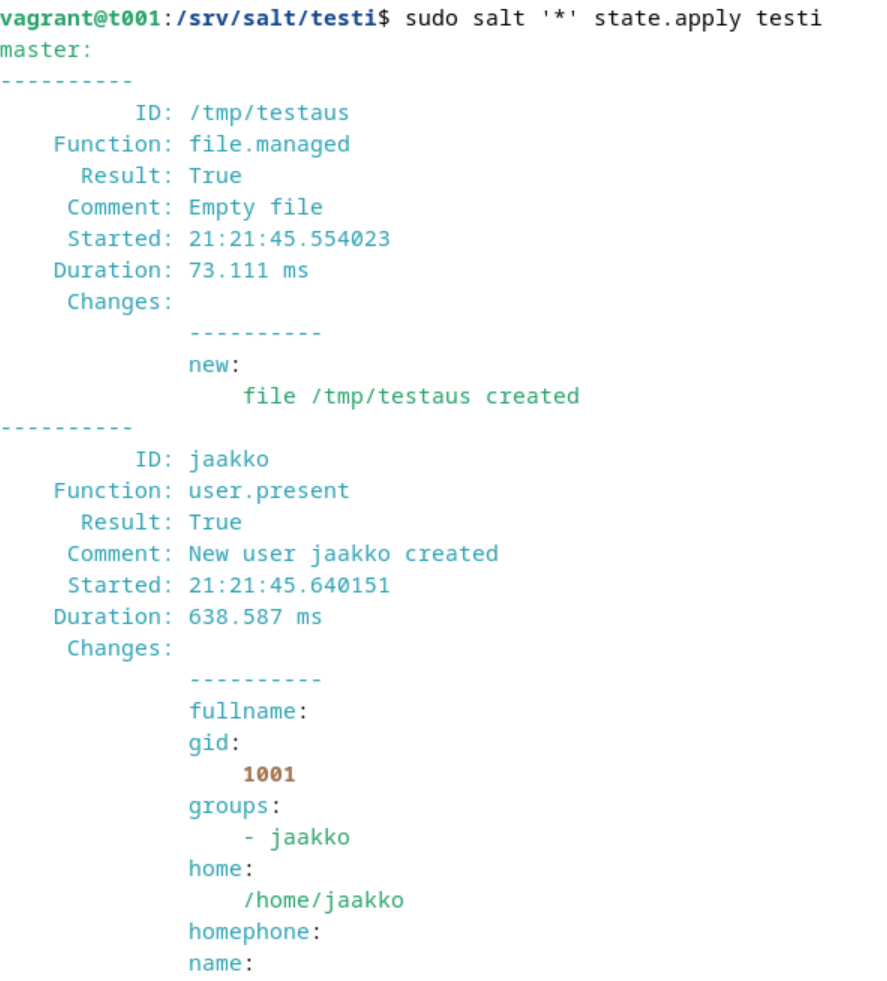 vagrant@t001:/srv/salt/testi$ sudo salt '*' state.apply testi
master:
----------
          ID: /tmp/testaus
    Function: file.managed
      Result: True
     Comment: Empty file
     Started: 21:21:45.554023
    Duration: 73.111 ms
     Changes:
              ----------
              new:
                  file /tmp/testaus created
----------
          ID: jaakko
    Function: user.present
      Result: True
     Comment: New user jaakko created
     Started: 21:21:45.640151
    Duration: 638.587 ms
     Changes:
              ----------
              fullname:
              gid:
                  1001
              groups:
                  - jaakko
              home:
                  /home/jaakko
              homephone:
              name: